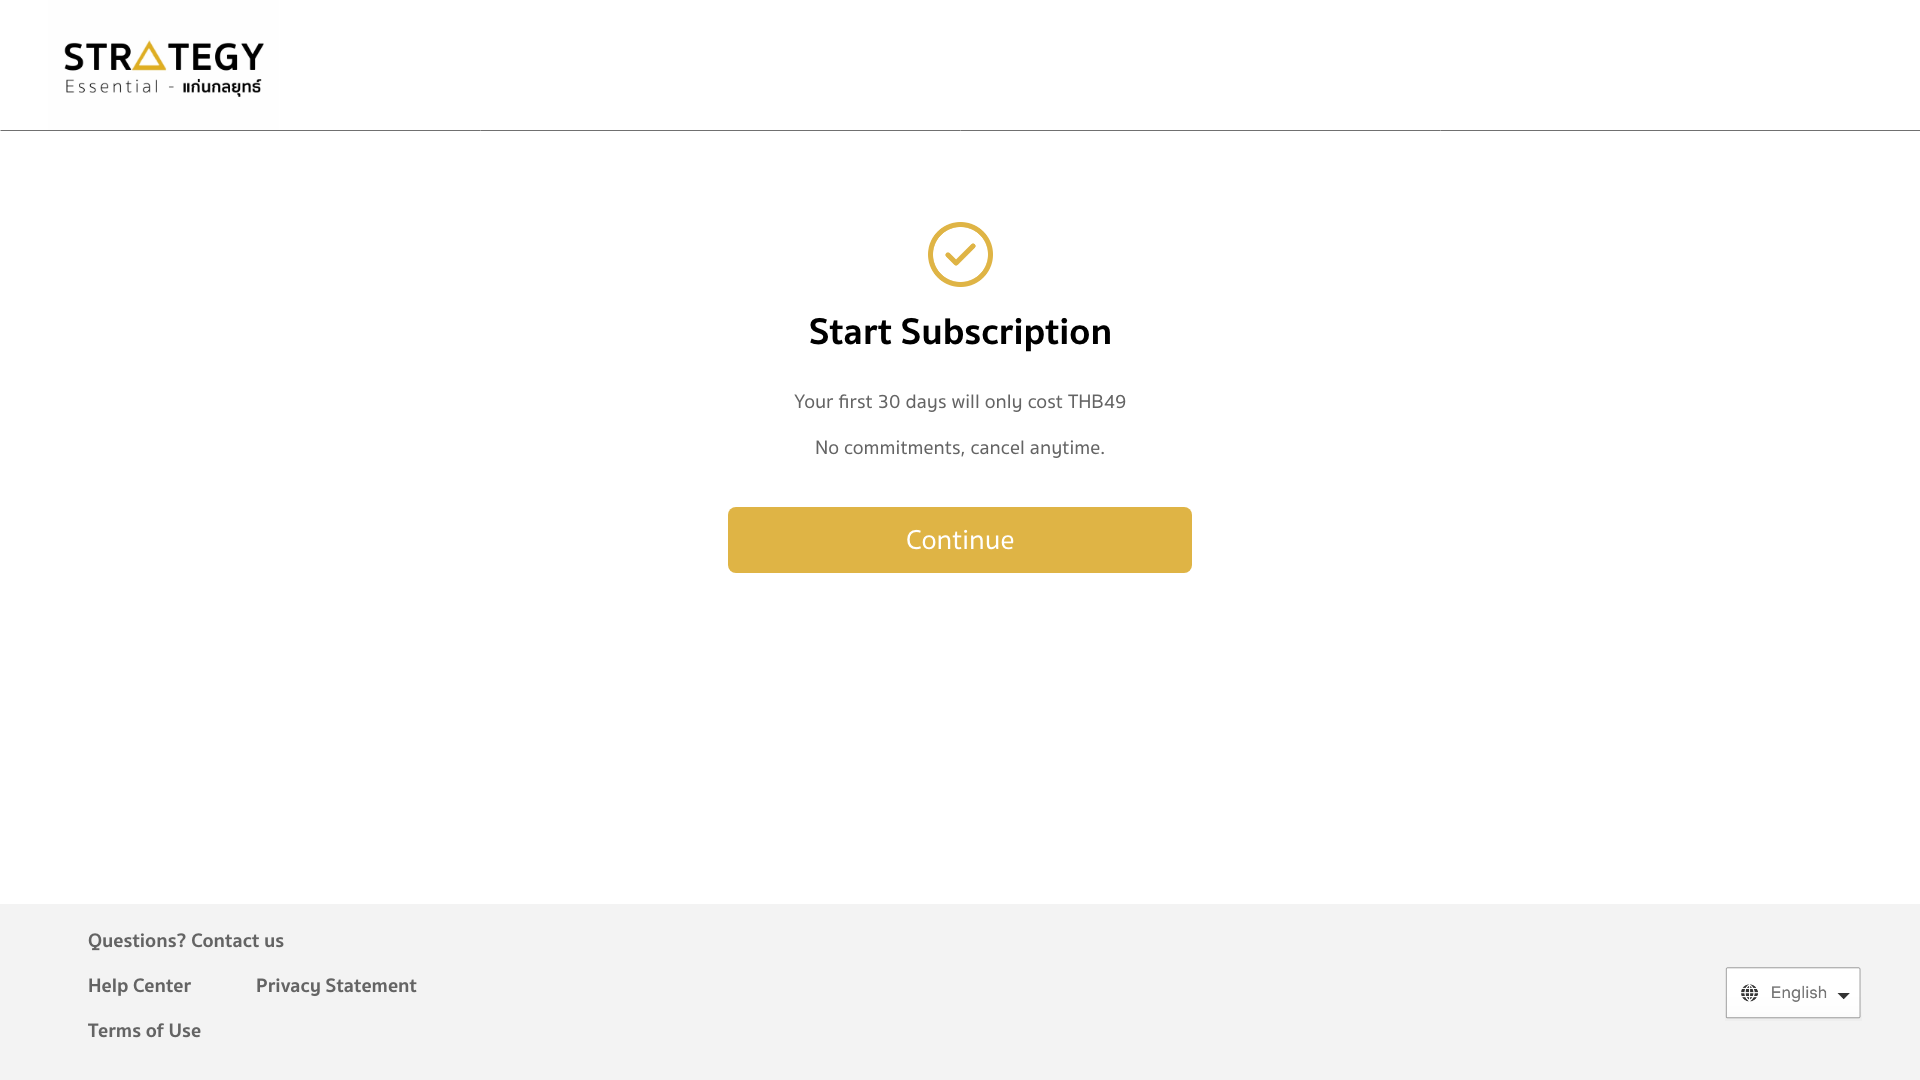 STRATEGY
Essential - แก่นกลยุทธ์
Start Subscription
Your first 30 days will only cost THB49
No commitments, cancel anytime.
Continue
Questions? Contact us
Help Center
Privacy Statement
Terms of Use
English